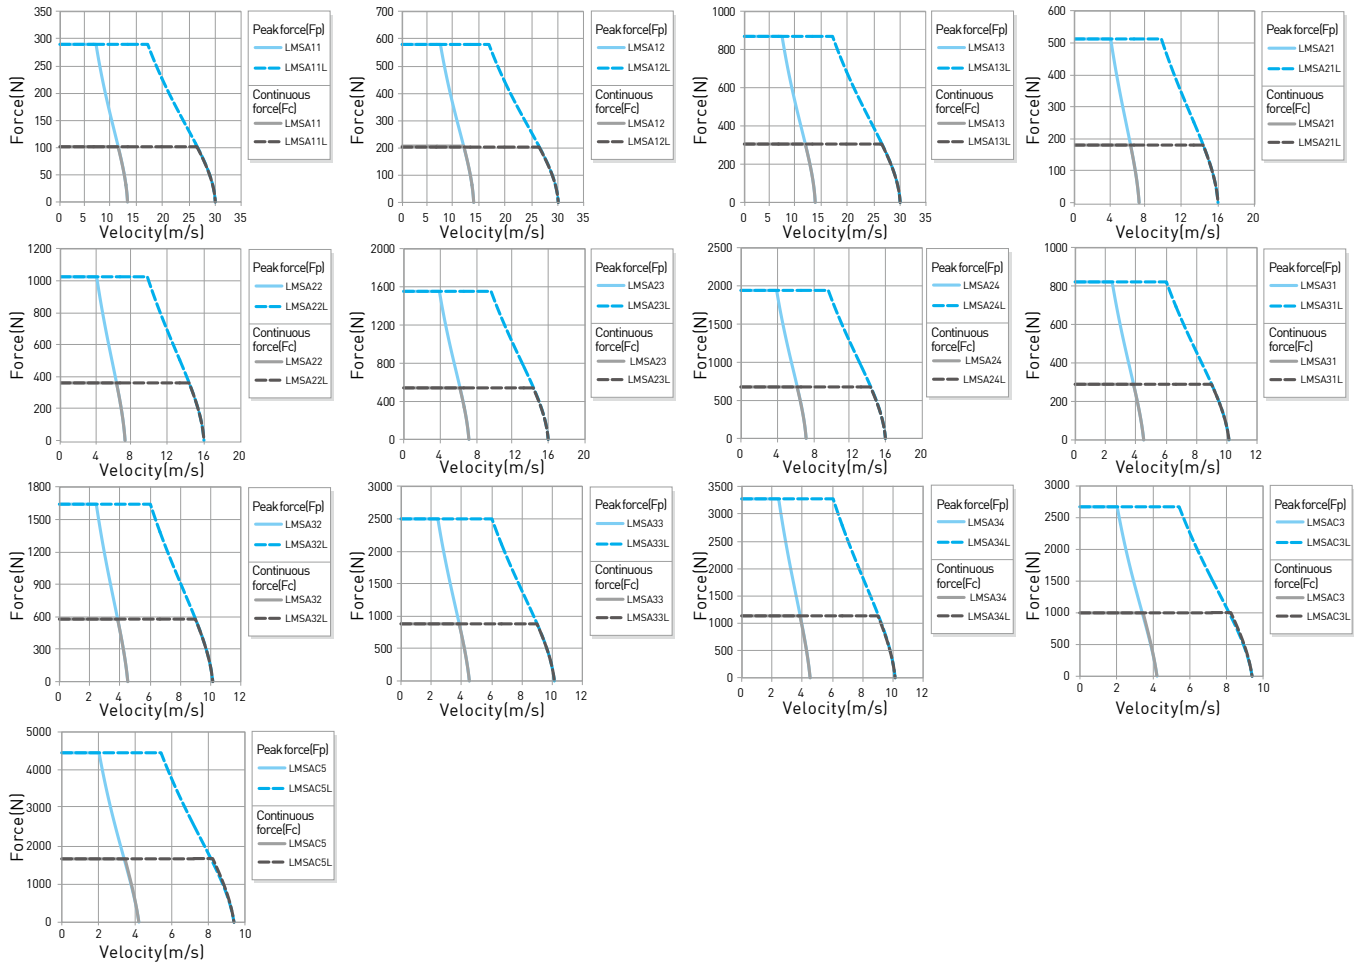 Force(N)
350
300
250
200
150
100
50
0
0 5 10 15 20 25 30 35
Velocity(m/s)
Peak force(Fp)
LMSA11
LMSA11L
Continuous
force(Fc)
LMSA11
LMSA11L
Force(N)
700
600
500
400
300
200
100
0
0 5 10 15 20 25 30 35
Velocity(m/s)
Peak force(Fp)
LMSA12
LMSA12L
Continuous
force(Fc)
LMSA12
LMSA12L
Force(N)
1000
800
600
400
200
0
0 5 10 15 20 25 30 35
Velocity(m/s)
Peak force(Fp)
LMSA13
LMSA13L
Continuous
force(Fc)
LMSA13
LMSA13L
Force(N)
600
500
400
300
200
100
0
0 4 8 12 16 20
Velocity(m/s)
Peak force(Fp)
LMSA21
LMSA21L
Continuous
force(Fc)
LMSA21
LMSA21L
Force(N)
1200
1000
800
600
400
200
0
0 4 8 12 16 20
Velocity(m/s)
Peak force(Fp)
LMSA22
LMSA22L
Continuous
force(Fc)
LMSA22
LMSA22L
Force(N)
2000
1600
1200
800
400
0
0 4 8 12 16 20
Velocity(m/s)
Peak force(Fp)
LMSA23
LMSA23L
Continuous
force(Fc)
LMSA23
LMSA23L
Force(N)
2500
2000
1500
1000
500
0
0 4 8 12 16 20
Velocity(m/s)
Peak force(Fp)
LMSA24
LMSA24L
Continuous
force(Fc)
LMSA24
LMSA24L
Force(N)
1000
800
600
400
200
0
0 2 4 6 8 10 12
Velocity(m/s)
Peak force(Fp)
LMSA31
LMSA31L
Continuous
force(Fc)
LMSA31
LMSA31L
Force(N)
1800
1500
1200
900
600
300
0
0 2 4 6 8 10 12
Velocity(m/s)
Peak force(Fp)
LMSA32
LMSA32L
Continuous
force(Fc)
LMSA32
LMSA32L
Force(N)
3000
2500
2000
1500
1000
500
0
0 2 4 6 8 10 12
Velocity(m/s)
Peak force(Fp)
LMSA33
LMSA33L
Continuous
force(Fc)
LMSA33
LMSA33L
Force(N)
3500
3000
3500
2000
1500
1000
500
0
0 2 4 6 8 10 12
Velocity(m/s)
Peak force(Fp)
LMSA34
LMSA34L
Continuous
force(Fc)
LMSA34
LMSA34L
Force(N)
3000
2500
2000
1500
1000
500
0
0 2 4 6 8 10
Velocity(m/s)
Peak force(Fp)
LMSAC3
LMSAC3L
Continuous
force(Fc)
LMSAC3
LMSAC3L
Force(N)
5000
4000
3000
2000
1000
0
0 2 4 6 8 10
Velocity(m/s)
Peak force(Fp)
LMSAC5
LMSAC5L
Continuous
force(Fc)
LMSAC5
LMSAC5L